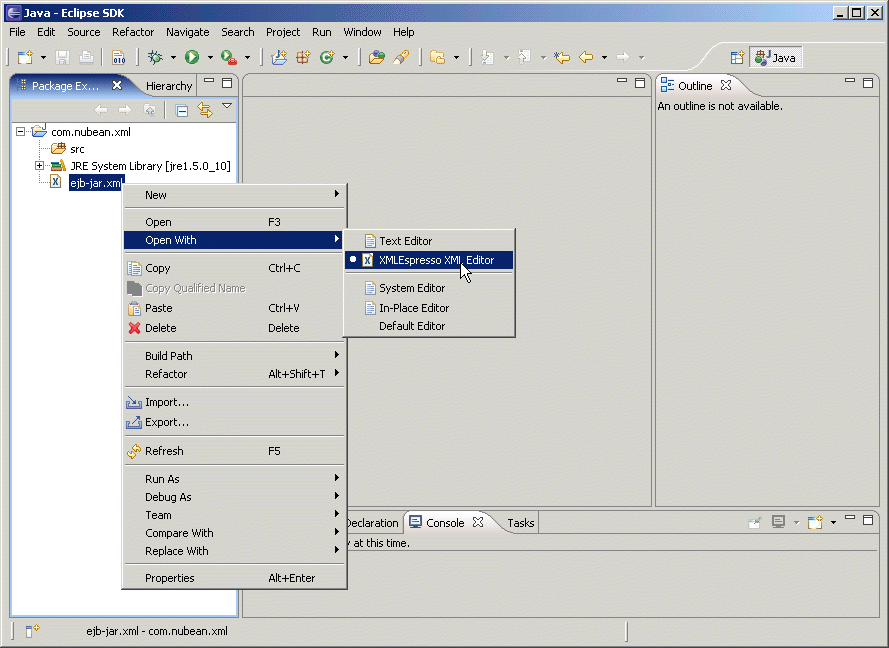 Java - Eclipse SDK
File Edit Source Refactor Navigate Search Project Run Window Help
Java
Package Ex... Hierarchy
Outline
An outline is not available.
com.nubean.xml
src
JRE System Library [jre1.5.0_10]
ejb-jar.xml
New
Open F3
Open With
Copy Ctrl+C
Copy Qualified Name
Paste Ctrl+V
Delete Delete
Build Path
Refactor Alt+Shift+T
Import...
Export...
Refresh F5
Run As
Debug As
Team
Compare With
Replace With
Properties Alt+Enter
Text Editor
XMLEspresso XML Editor
System Editor
In-Place Editor
Default Editor
Declaration Console Tasks
y at this time.
ejb-jar.xml - com.nubean.xml